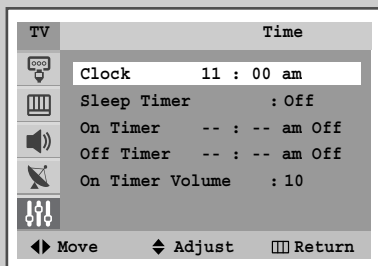 TV Time
Clock 11 : 00 am
Sleep Timer : Off
On Timer -- : -- am Off
Off Timer -- : -- am Off
On Timer Volume : 10
Move Adjust Return